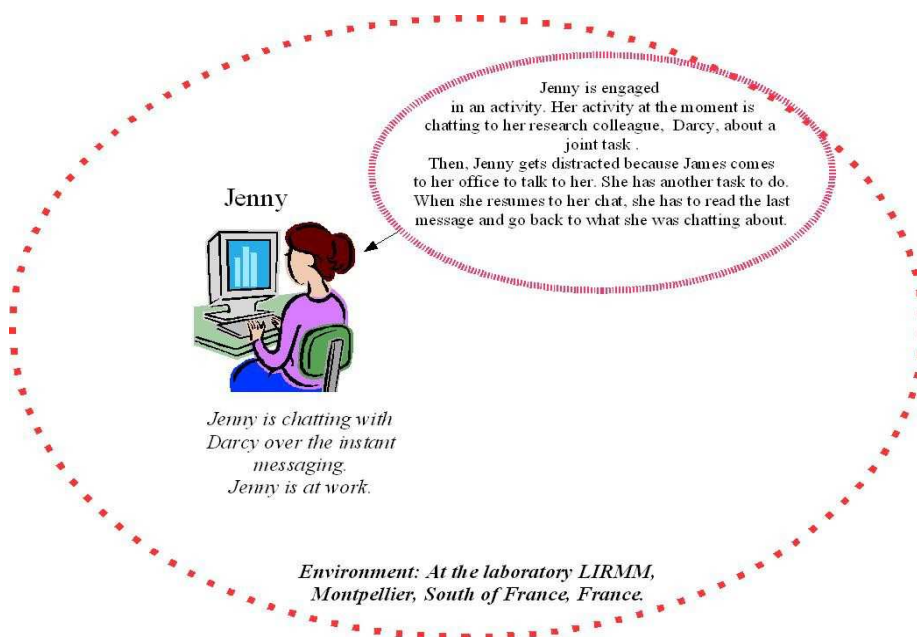 Jenny is engaged
in an activity. Her activity at the moment is
chatting to her research colleague, Darcy, about a
joint task .
Then, Jenny gets distracted because James comes
to her office to talk to her. She has another task to do.
When she resumes to her chat, she has to read the last
message and go back to what she was chatting about.
Jenny
Jenny is chatting with
Darcy over the instant
messaging.
Jenny is at work.
Environment: At the laboratory LIRMM,
Montpellier, South of France, France.